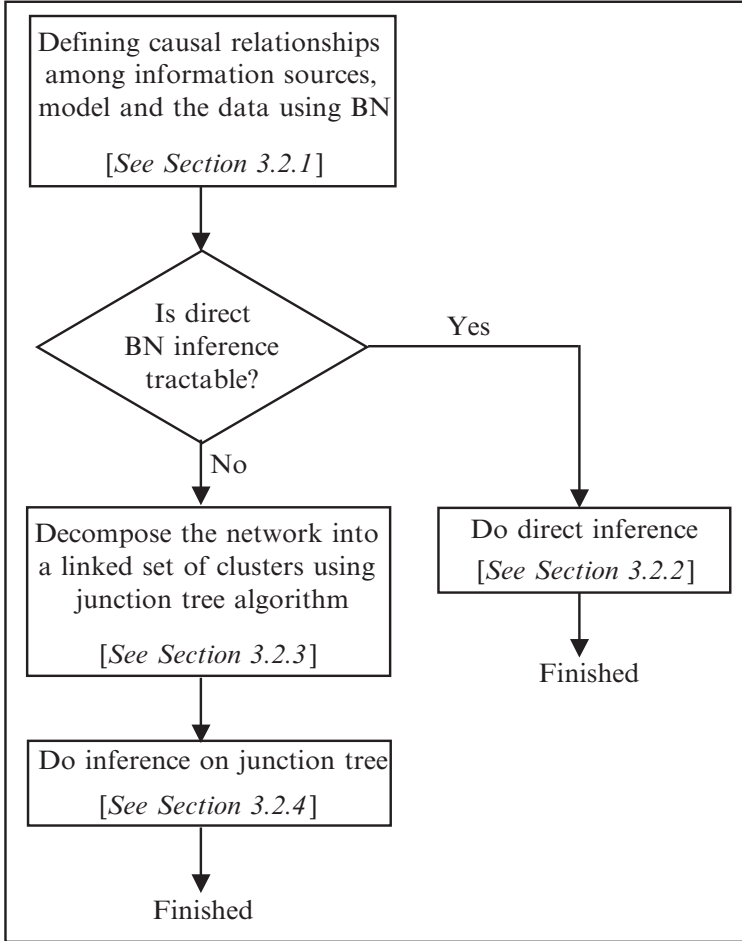 Defining causal relationships
among information sources,
model and the data using BN
[See Section 3.2.1]
Is direct
BN inference
tractable?
Yes
No
Decompose the network into
a linked set of clusters using
junction tree algorithm
[See Section 3.2.3]
Do direct inference
[See Section 3.2.2]
Finished
Do inference on junction tree
[See Section 3.2.4]
Finished